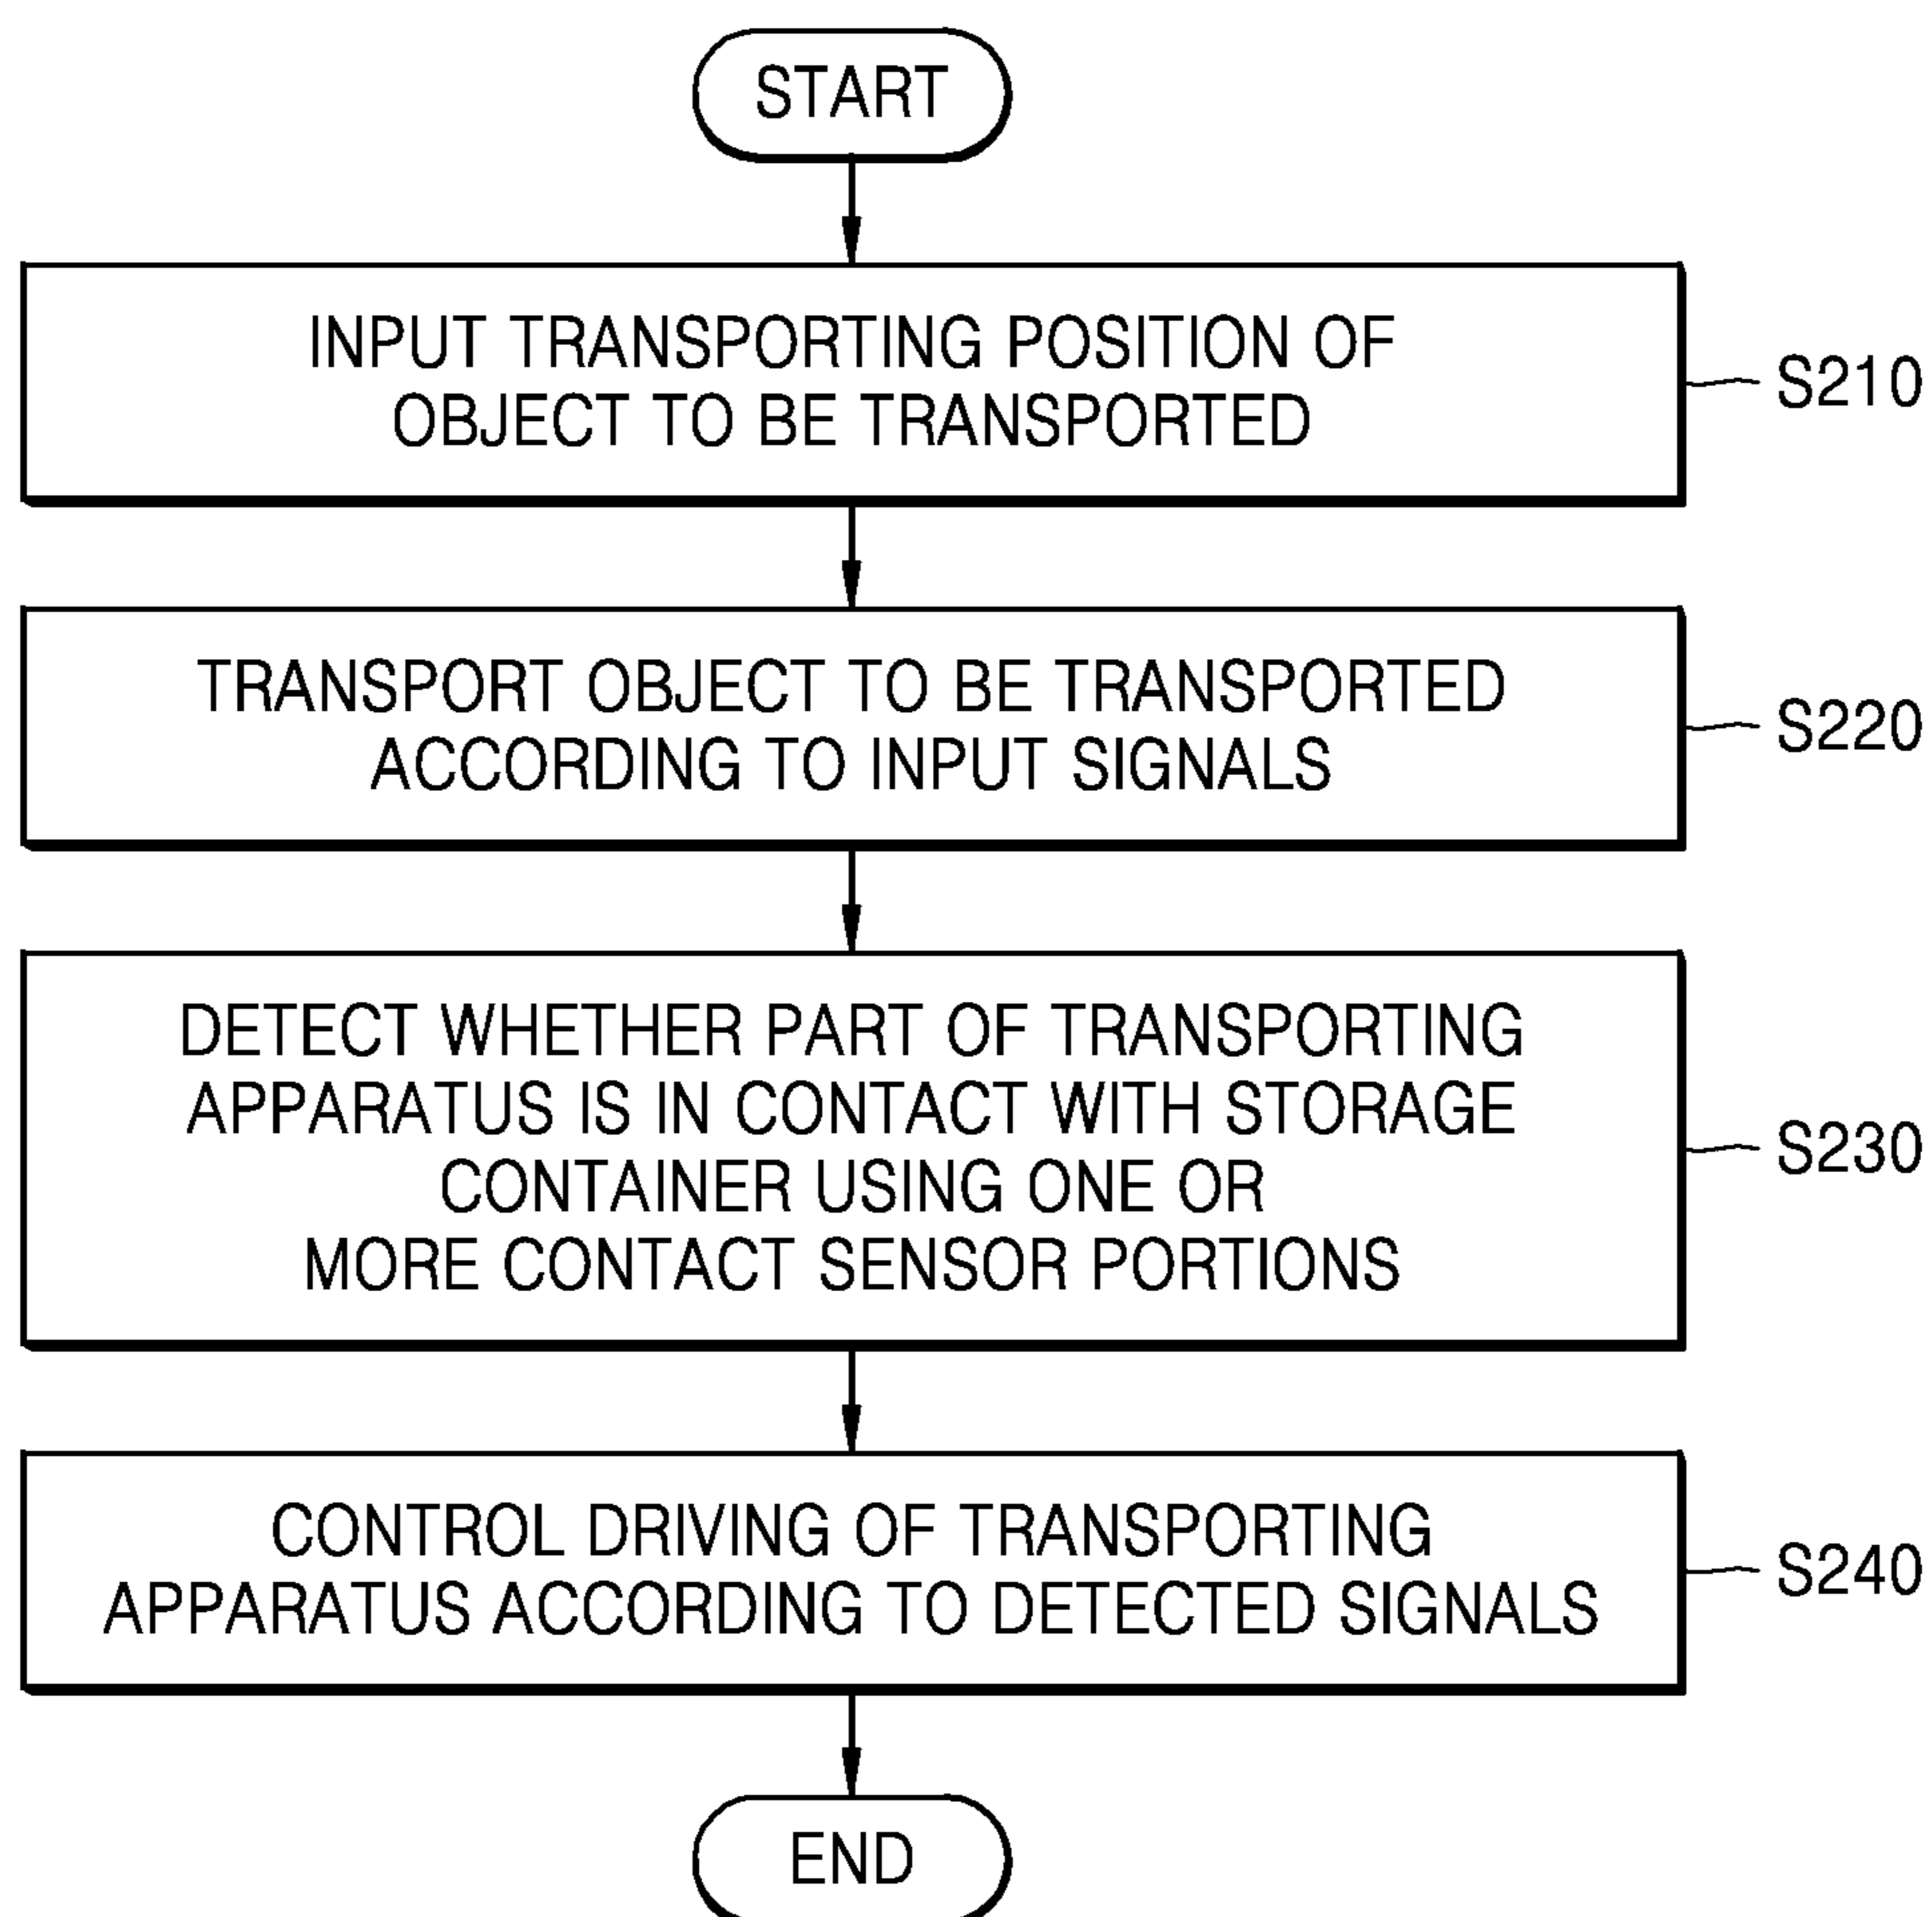 START
INPUT TRANSPORTING POSITION OF
OBJECT TO BE TRANSPORTED
S210
TRANSPORT OBJECT TO BE TRANSPORTED
ACCORDING TO INPUT SIGNALS
S220
DETECT WHETHER PART OF TRANSPORTING
APPARATUS IS IN CONTACT WITH STORAGE
CONTAINER USING ONE OR
MORE CONTACT SENSOR PORTIONS
S230
CONTROL DRIVING OF TRANSPORTING
APPARATUS ACCORDING TO DETECTED SIGNALS
S240
END